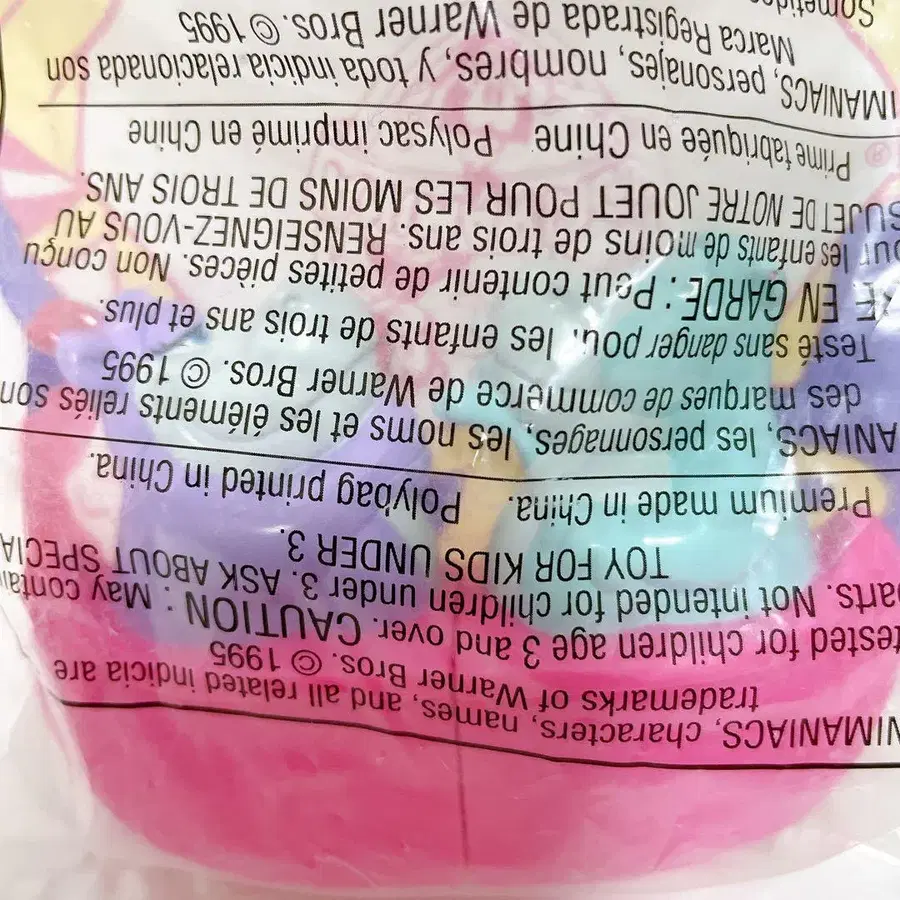 NIMANIACS, characters, names, and all related indicia are
trademarks of Warner Bros. © 1995
tested for children age 3 and over. CAUTION: May contain
parts. Not intended for children under 3. ASK ABOUT SPECIA
TOY FOR KIDS UNDER 3.
Premium made in China. Polybag printed in China.
ANIACS, les personnages, les noms et les éléments reliés son
des marques de commerce de Warner Bros. © 1995
Testé sans danger pour les enfants de trois ans et plus.
EN GARDE : Peut contenir de petites pièces. Non conçu
our les enfants de moins de trois ans. RENSEIGNEZ-VOUS AU
SUJET DE NOTRE JOUET POUR LES MOINS DE TROIS ANS.
Prime fabriquée en Chine Polysac imprimé en Chine
IMANIACS, personajes, nombres, y toda indicia relacionada son
Marca Registrada de Warner Bros. © 1995